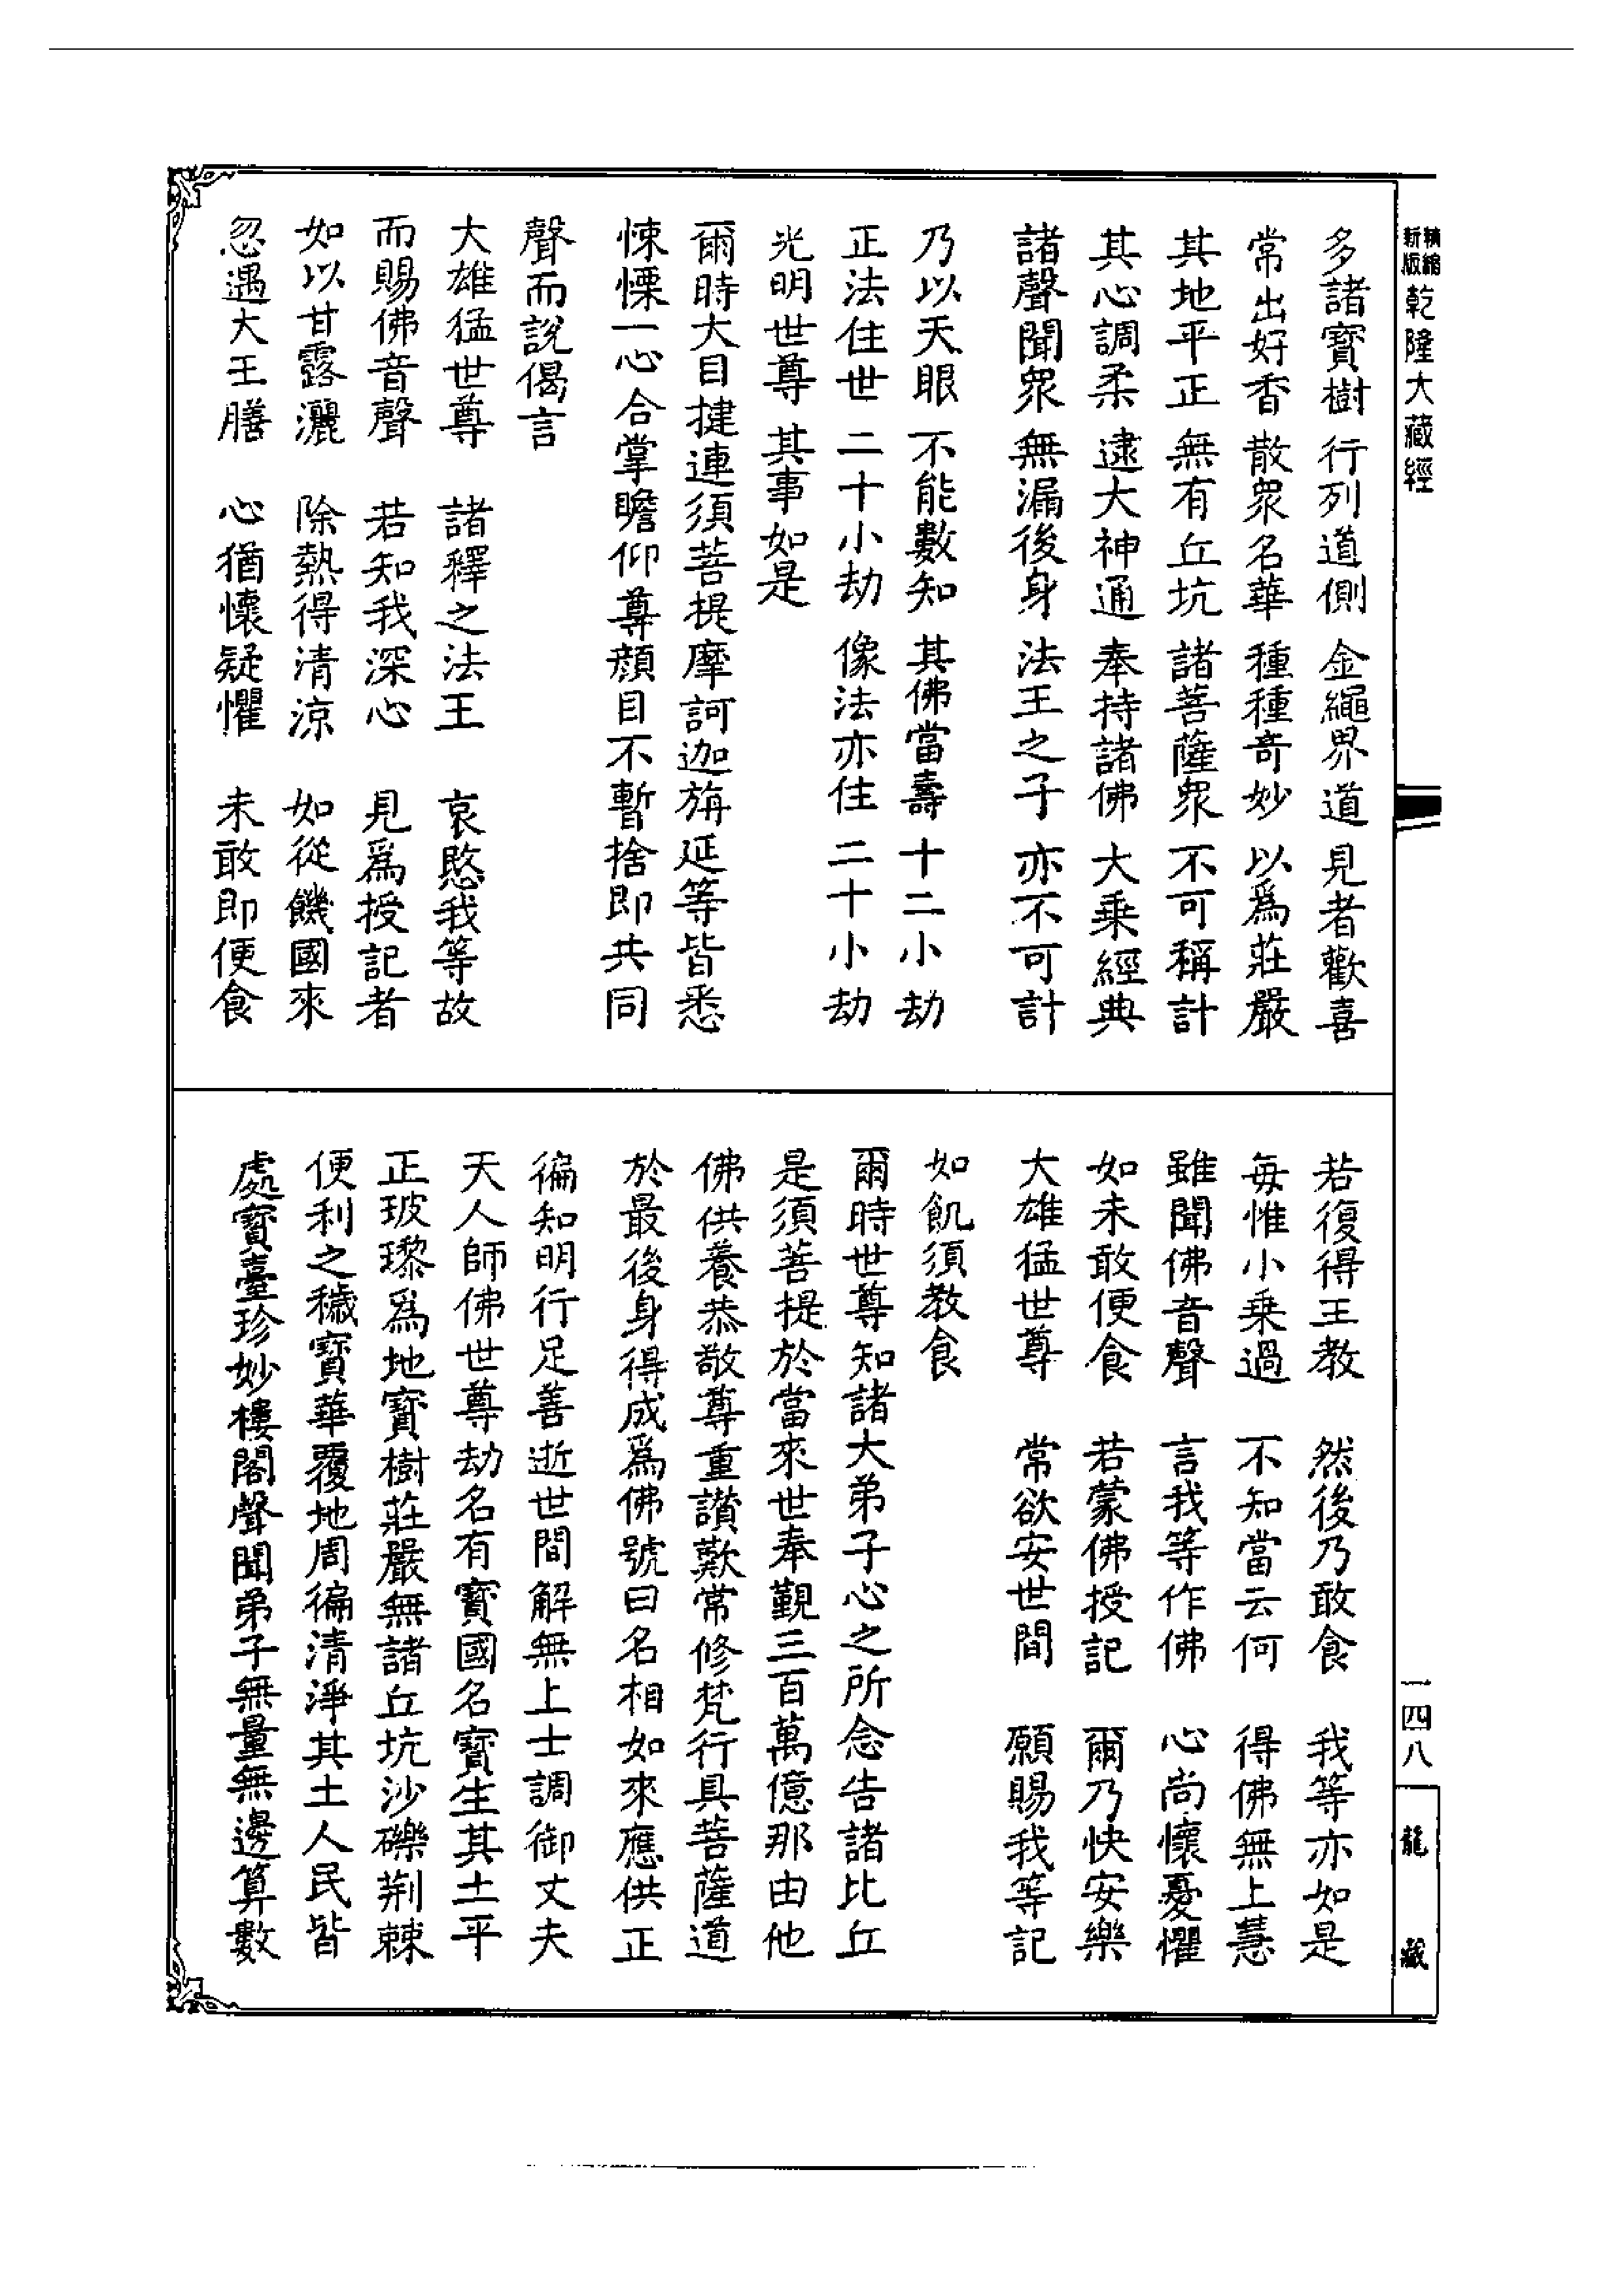 精縮新版乾隆大藏經
多諸寶樹 行列道側 金繩界道 見者歡喜
常出好香 散眾名華 種種奇妙 以爲莊嚴
其地平正 無有丘坑 諸菩薩眾 不可稱計
其心調柔 逮大神通 奉持諸佛 大乘經典
諸聲聞眾 無漏後身 法王之子 亦不可計
乃以天眼 不能數知 其佛當壽 十二小劫
正法住世 二十小劫 像法亦住 二十小劫
光明世尊 其事如是
爾時大目揵連須菩提摩訶迦旃延等皆悉
悚慄一心合掌瞻仰尊顏目不暫捨即共同
聲而說偈言
大雄猛世尊 諸釋之法王 哀愍我等故
而賜佛音聲 若知我深心 見爲授記者
如以甘露灑 除熱得清涼 如從饑國來
忽遇大王膳 心猶懷疑懼 未敢即便食
若復得王教 然後乃敢食 我等亦如是
每惟小乘過 不知當云何 得佛無上慧
雖聞佛音聲 言我等作佛 心尚懷憂懼
如未敢便食 若蒙佛授記 爾乃快安樂
大雄猛世尊 常欲安世間 願賜我等記
如飢須教食
爾時世尊知諸大弟子心之所念告諸比丘
是須菩提於當來世奉覲三百萬億那由他
佛供養恭敬尊重讚歎常修梵行具菩薩道
於最後身得成爲佛號曰名相如來應供正
徧知明行足善逝世間解無上士調御丈夫
天人師佛世尊劫名有寶國名寶生其土平
正玻瓈爲地寶樹莊嚴無諸丘坑沙礫荆棘
便利之穢寶華覆地周徧清淨其土人民皆
處寶臺珍妙樓閣聲聞弟子無量無邊算數
一四八
龍藏